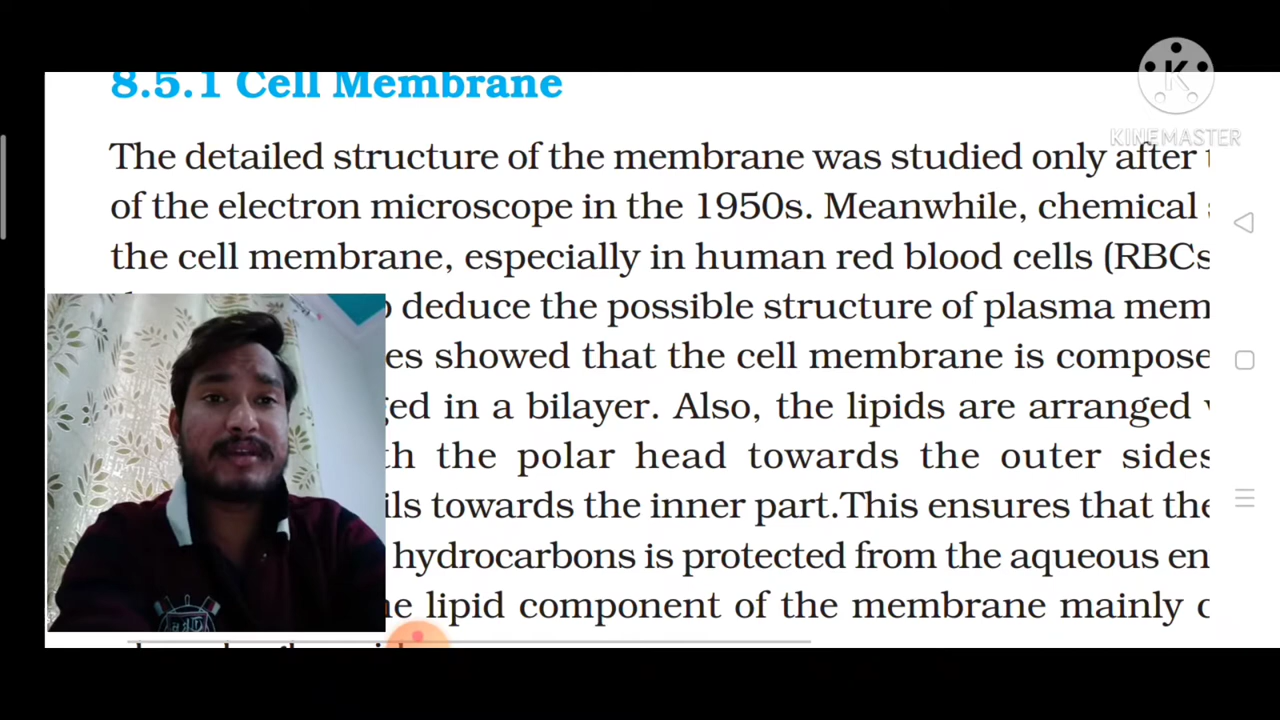 8.5.1 Cell Membrane
K
KINEMASTER
The detailed structure of the membrane was studied only after
of the electron microscope in the 1950s. Meanwhile, chemical
the cell membrane, especially in human red blood cells (RBCs
deduce the possible structure of plasma mem
es showed that the cell membrane is compose
ged in a bilayer. Also, the lipids are arranged
th the polar head towards the outer sides
ils towards the inner part.This ensures that the
hydrocarbons is protected from the aqueous en
lipid component of the membrane mainly